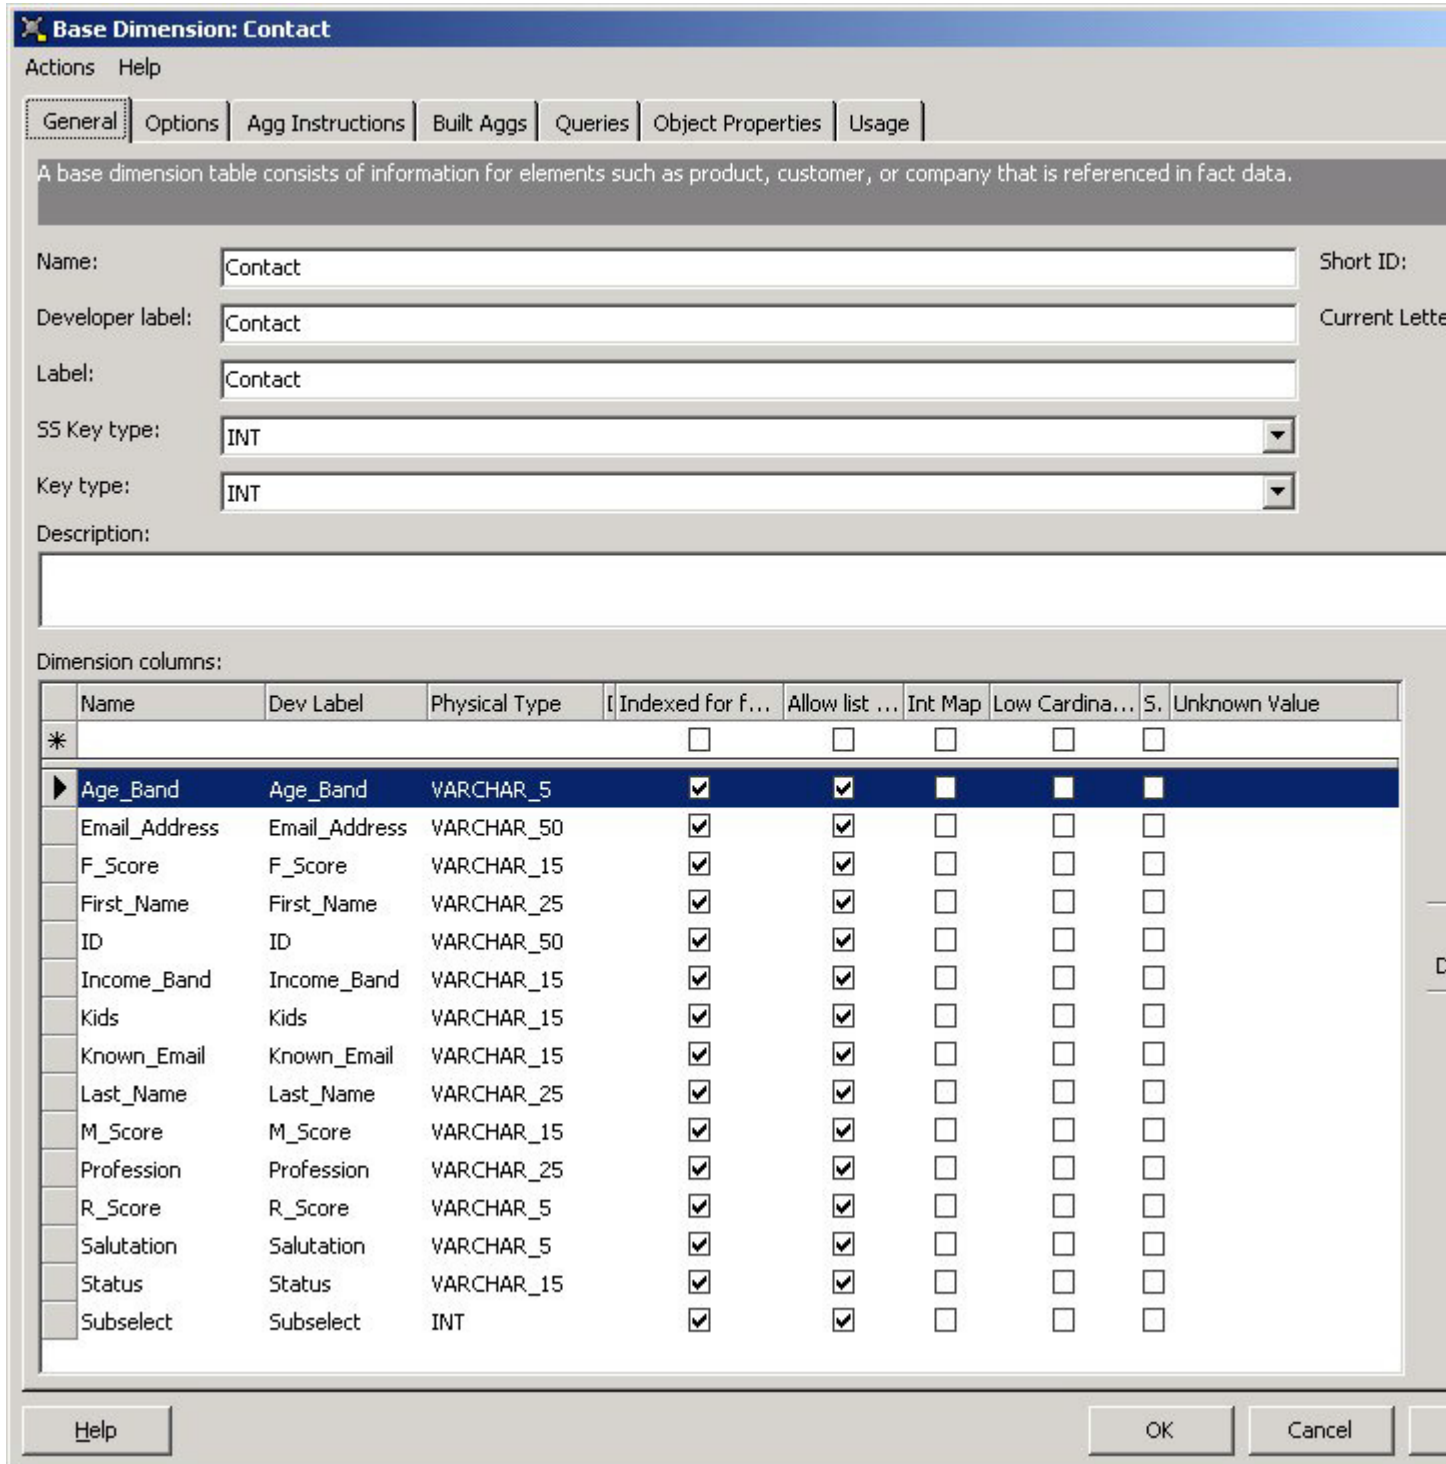 Base Dimension: Contact
Actions Help
General Options Agg Instructions Built Aggs Queries Object Properties Usage
A base dimension table consists of information for elements such as product, customer, or company that is referenced in fact data.
Name: Contact Short ID:
Developer label: Contact Current Lette
Label: Contact
SS Key type: INT
Key type: INT
Description:
Dimension columns:
Name Dev Label Physical Type Indexed for f... Allow list ... Int Map Low Cardina... S. Unknown Value
Age_Band Age_Band VARCHAR_5
Email_Address Email_Address VARCHAR_50
F_Score F_Score VARCHAR_15
First_Name First_Name VARCHAR_25
ID ID VARCHAR_50
Income_Band Income_Band VARCHAR_15
Kids Kids VARCHAR_15
Known_Email Known_Email VARCHAR_15
Last_Name Last_Name VARCHAR_25
M_Score M_Score VARCHAR_15
Profession Profession VARCHAR_25
R_Score R_Score VARCHAR_5
Salutation Salutation VARCHAR_5
Status Status VARCHAR_15
Subselect Subselect INT
Help OK Cancel